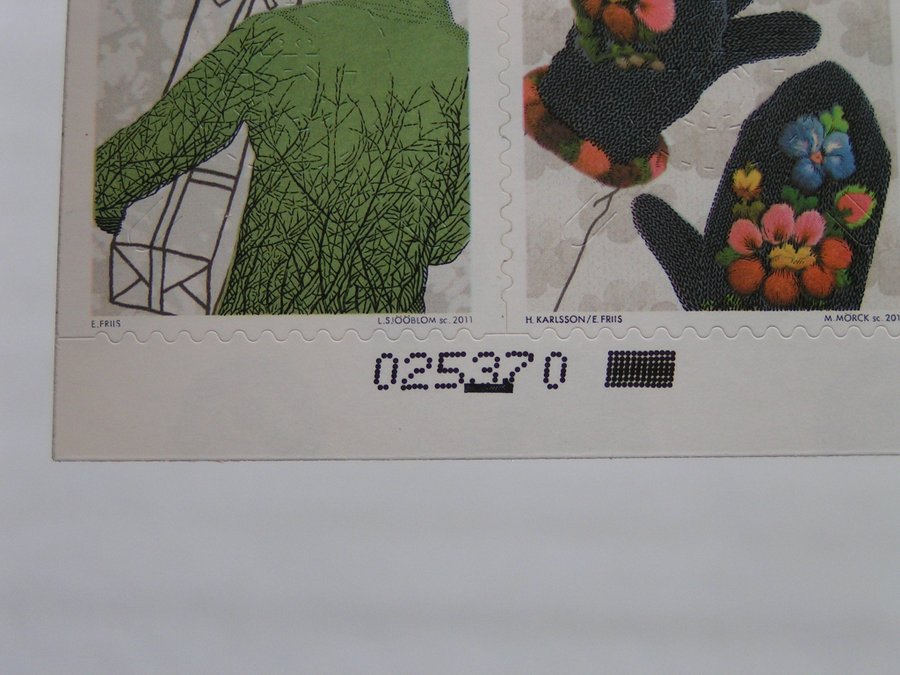 E.FRIIS
L.SJÖÖBLOM sc. 2011
H. KARLSSON/E. FRIIS
M. MÖRCK sc. 201
025370